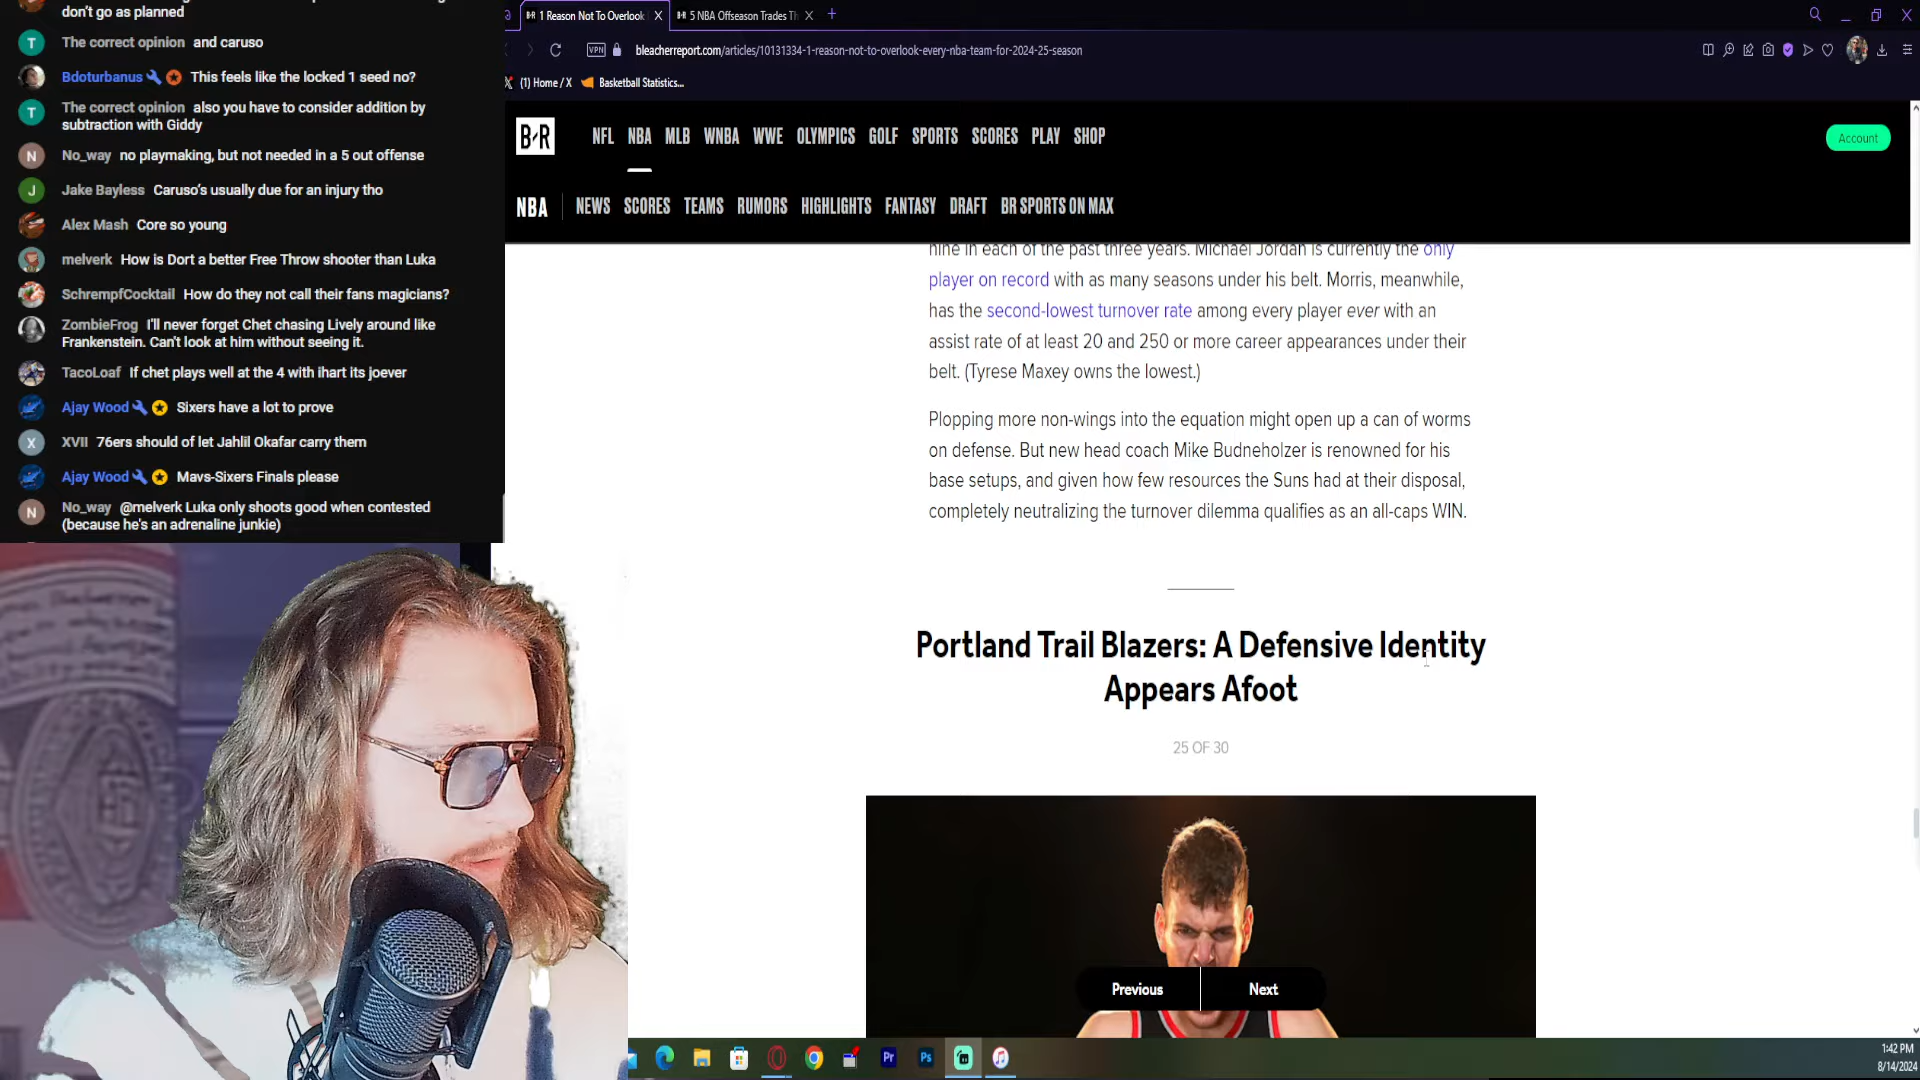 don't go as planned
T The correct opinion and caruso
Bdoturbanus This feels like the locked 1 seed no?
T The correct opinion also you have to consider addition by
subtraction with Giddy
N No_way no playmaking, but not needed in a 5 out offense
J Jake Bayless Caruso's usually due for an injury tho
Alex Mash Core so young
melverk How is Dort a better Free Throw shooter than Luka
SchrempfCocktail How do they not call their fans magicians?
ZombieFrog I'll never forget Chet chasing Lively around like
Frankenstein. Can't look at him without seeing it.
TacoLoaf If chet plays well at the 4 with ihart its joever
Ajay Wood Sixers have a lot to prove
X XVII 76ers should of let Jahlil Okafar carry them
Ajay Wood Mavs-Sixers Finals please
N No_way @melverk Luka only shoots good when contested
(because he's an adrenaline junkie)
B·R 1 Reason Not To Overlook
B·R 5 NBA Offseason Trades Th
VPN bleacherreport.com/articles/10131334-1-reason-not-to-overlook-every-nba-team-for-2024-25-season
(1) Home / X Basketball Statistics...
B·R NFL NBA MLB WNBA WWE OLYMPICS GOLF SPORTS SCORES PLAY SHOP Account
NBA NEWS SCORES TEAMS RUMORS HIGHLIGHTS FANTASY DRAFT BR SPORTS ON MAX
nine in each of the past three years. Michael Jordan is currently the only
player on record with as many seasons under his belt. Morris, meanwhile,
has the second-lowest turnover rate among every player ever with an
assist rate of at least 20 and 250 or more career appearances under their
belt. (Tyrese Maxey owns the lowest.)
Plopping more non-wings into the equation might open up a can of worms
on defense. But new head coach Mike Budneholzer is renowned for his
base setups, and given how few resources the Suns had at their disposal,
completely neutralizing the turnover dilemma qualifies as an all-caps WIN.
Portland Trail Blazers: A Defensive Identity
Appears Afoot
25 OF 30
Previous Next
Pr Ps
1:42 PM
8/14/2024